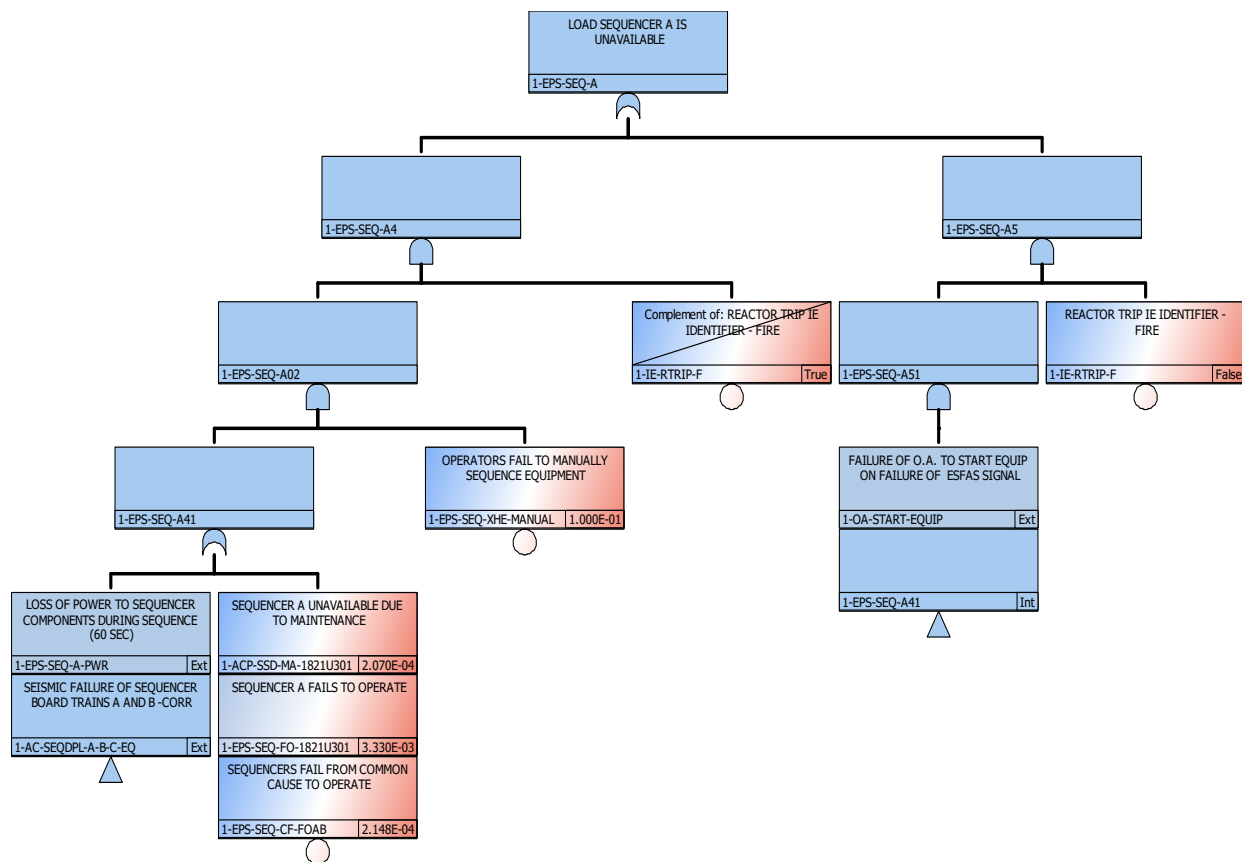 LOAD SEQUENCER A IS
UNAVAILABLE
1-EPS-SEQ-A
1-EPS-SEQ-A4
1-EPS-SEQ-A5
1-EPS-SEQ-A02
Complement of: REACTOR TRIP IE
IDENTIFIER - FIRE
1-IE-RTRIP-F True
1-EPS-SEQ-A51
REACTOR TRIP IE IDENTIFIER -
FIRE
1-IE-RTRIP-F False
1-EPS-SEQ-A41
OPERATORS FAIL TO MANUALLY
SEQUENCE EQUIPMENT
1-EPS-SEQ-XHE-MANUAL 1.000E-01
FAILURE OF O.A. TO START EQUIP
ON FAILURE OF ESFAS SIGNAL
1-OA-START-EQUIP Ext
1-EPS-SEQ-A41 Int
LOSS OF POWER TO SEQUENCER
COMPONENTS DURING SEQUENCE
(60 SEC)
1-EPS-SEQ-A-PWR Ext
SEISMIC FAILURE OF SEQUENCER
BOARD TRAINS A AND B -CORR
1-AC-SEQDPL-A-B-C-EQ Ext
SEQUENCER A UNAVAILABLE DUE
TO MAINTENANCE
1-ACP-SSD-MA-1821U301 2.070E-04
SEQUENCER A FAILS TO OPERATE
1-EPS-SEQ-FO-1821U301 3.330E-03
SEQUENCERS FAIL FROM COMMON
CAUSE TO OPERATE
1-EPS-SEQ-CF-FOAB 2.148E-04